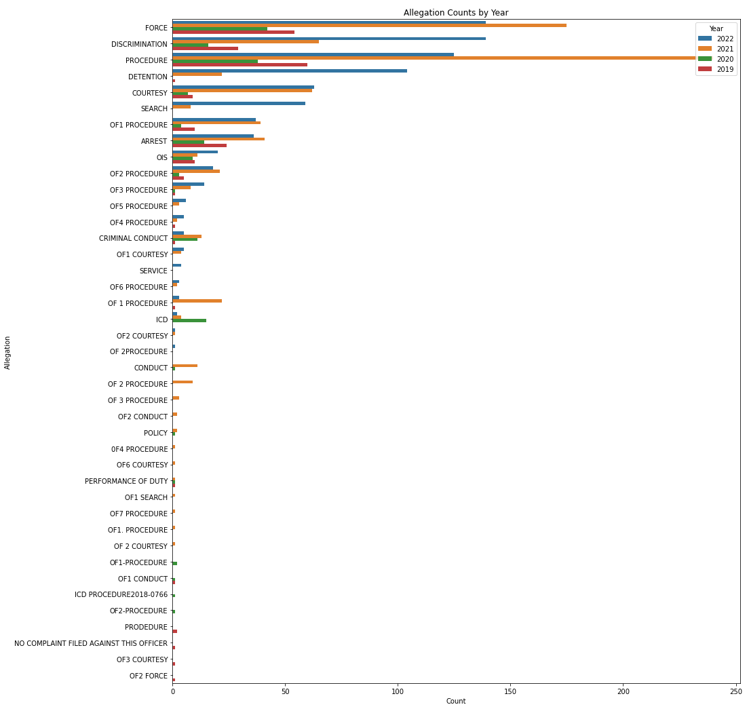 Allegation Counts by Year
Year
2022
2021
2020
2019
Allegation
FORCE
DISCRIMINATION
PROCEDURE
DETENTION
COURTESY
SEARCH
OF1 PROCEDURE
ARREST
OIS
OF2 PROCEDURE
OF3 PROCEDURE
OF5 PROCEDURE
OF4 PROCEDURE
CRIMINAL CONDUCT
OF1 COURTESY
SERVICE
OF6 PROCEDURE
OF 1 PROCEDURE
ICD
OF2 COURTESY
OF 2PROCEDURE
CONDUCT
OF 2 PROCEDURE
OF 3 PROCEDURE
OF2 CONDUCT
POLICY
0F4 PROCEDURE
OF6 COURTESY
PERFORMANCE OF DUTY
OF1 SEARCH
OF7 PROCEDURE
OF1. PROCEDURE
OF 2 COURTESY
OF1-PROCEDURE
OF1 CONDUCT
ICD PROCEDURE2018-0766
OF2-PROCEDURE
PRODEDURE
NO COMPLAINT FILED AGAINST THIS OFFICER
OF3 COURTESY
OF2 FORCE
0 50 100 150 200 250
Count